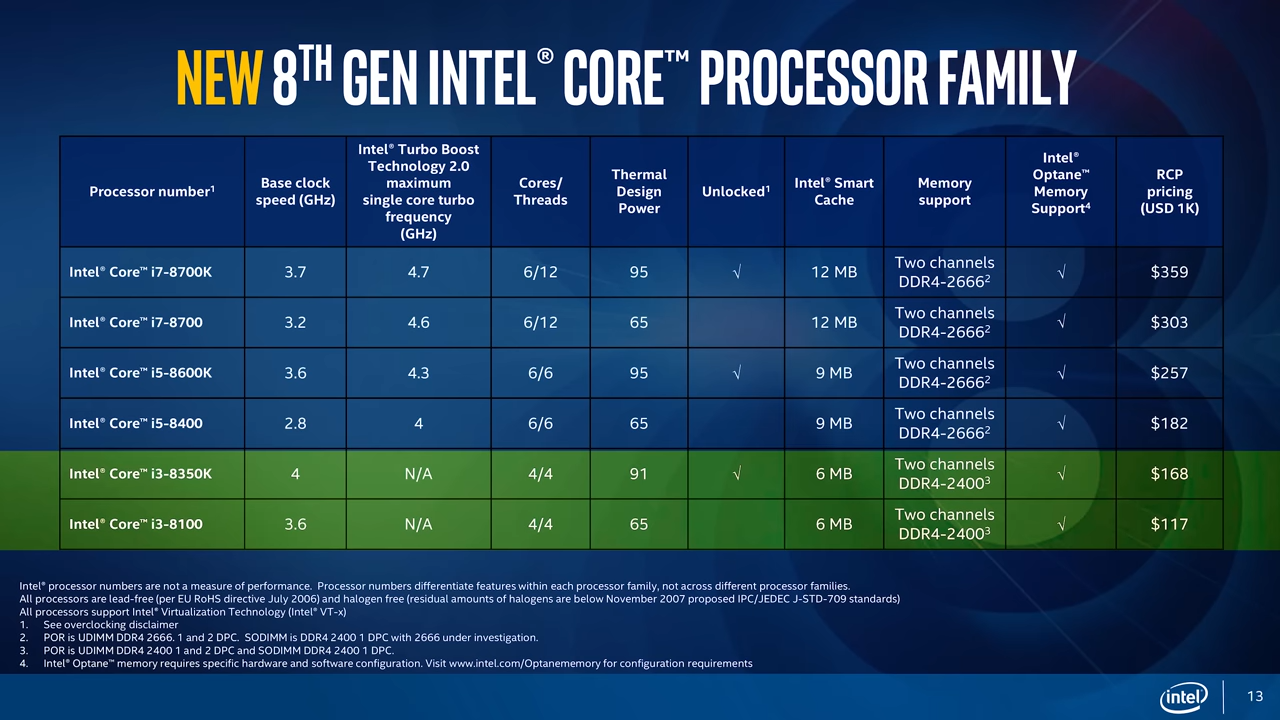 NEW 8TH GEN INTEL® CORE™ PROCESSOR FAMILY
Processor number1
Base clock
speed (GHz)
Intel® Turbo Boost
Technology 2.0
maximum
single core turbo
frequency
(GHz)
Cores/
Threads
Thermal
Design
Power
Unlocked1
Intel® Smart
Cache
Memory
support
Intel®
Optane™
Memory
Support4
RCP
pricing
(USD 1K)
Intel® Core™ i7-8700K 3.7 4.7 6/12 95 √ 12 MB Two channels DDR4-26662 √ $359
Intel® Core™ i7-8700 3.2 4.6 6/12 65 12 MB Two channels DDR4-26662 √ $303
Intel® Core™ i5-8600K 3.6 4.3 6/6 95 √ 9 MB Two channels DDR4-26662 √ $257
Intel® Core™ i5-8400 2.8 4 6/6 65 9 MB Two channels DDR4-26662 √ $182
Intel® Core™ i3-8350K 4 N/A 4/4 91 √ 6 MB Two channels DDR4-24003 √ $168
Intel® Core™ i3-8100 3.6 N/A 4/4 65 6 MB Two channels DDR4-24003 √ $117
Intel® processor numbers are not a measure of performance. Processor numbers differentiate features within each processor family, not across different processor families.
All processors are lead-free (per EU RoHS directive July 2006) and halogen free (residual amounts of halogens are below November 2007 proposed IPC/JEDEC J-STD-709 standards)
All processors support Intel® Virtualization Technology (Intel® VT-x)
1. See overclocking disclaimer
2. POR is UDIMM DDR4 2666. 1 and 2 DPC. SODIMM is DDR4 2400 1 DPC with 2666 under investigation.
3. POR is UDIMM DDR4 2400 1 and 2 DPC and SODIMM DDR4 2400 1 DPC.
4. Intel® Optane™ memory requires specific hardware and software configuration. Visit www.intel.com/Optanememory for configuration requirements
intel®
13